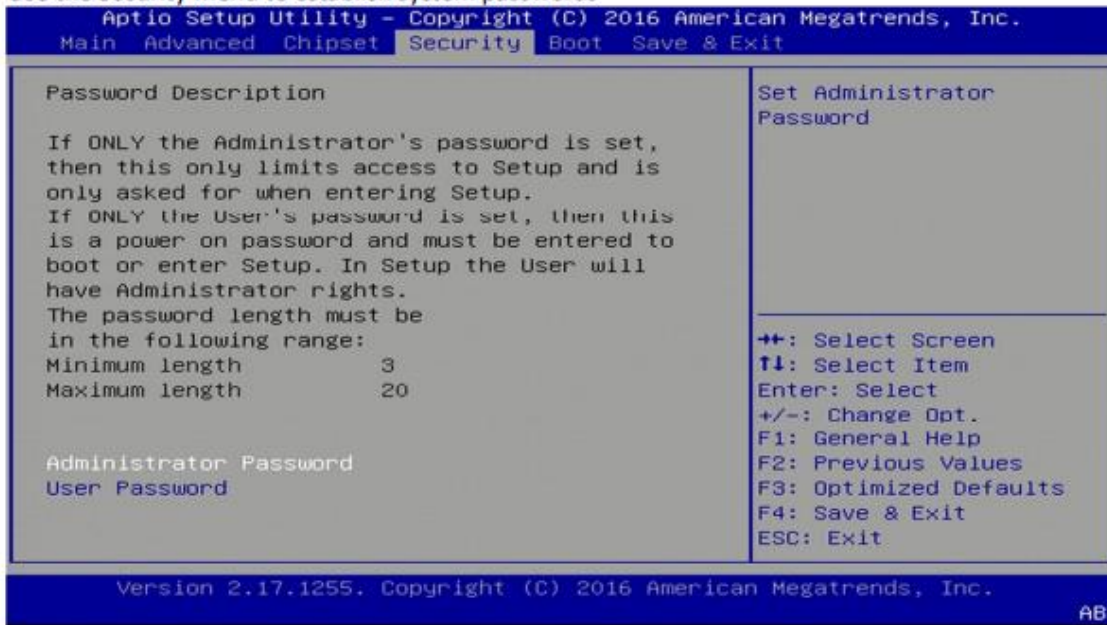 Aptio Setup Utility – Copyright (C) 2016 American Megatrends, Inc.
Main Advanced Chipset Security Boot Save & Exit
Password Description
If ONLY the Administrator's password is set,
then this only limits access to Setup and is
only asked for when entering Setup.
If ONLY the User's password is set, then this
is a power on password and must be entered to
boot or enter Setup. In Setup the User will
have Administrator rights.
The password length must be
in the following range:
Minimum length 3
Maximum length 20
Administrator Password
User Password
Set Administrator
Password
→←: Select Screen
↑↓: Select Item
Enter: Select
+/-: Change Opt.
F1: General Help
F2: Previous Values
F3: Optimized Defaults
F4: Save & Exit
ESC: Exit
Version 2.17.1255. Copyright (C) 2016 American Megatrends, Inc.
AB